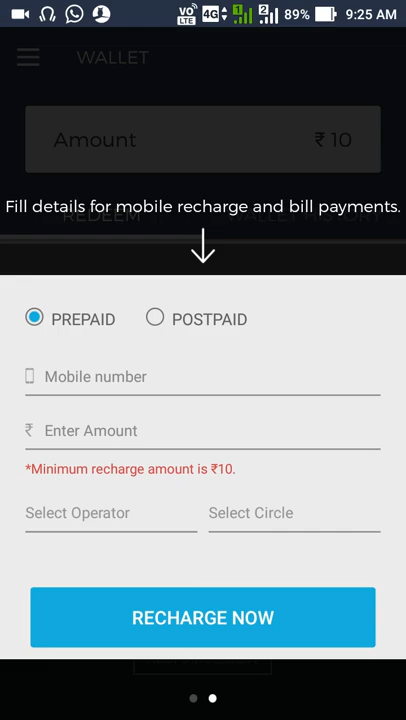 VO LTE 4G 1 2 89% 9:25 AM
WALLET
Amount ₹ 10
Fill details for mobile recharge and bill payments.
REDEEM
PREPAID POSTPAID
Mobile number
₹ Enter Amount
*Minimum recharge amount is ₹10.
Select Operator Select Circle
RECHARGE NOW